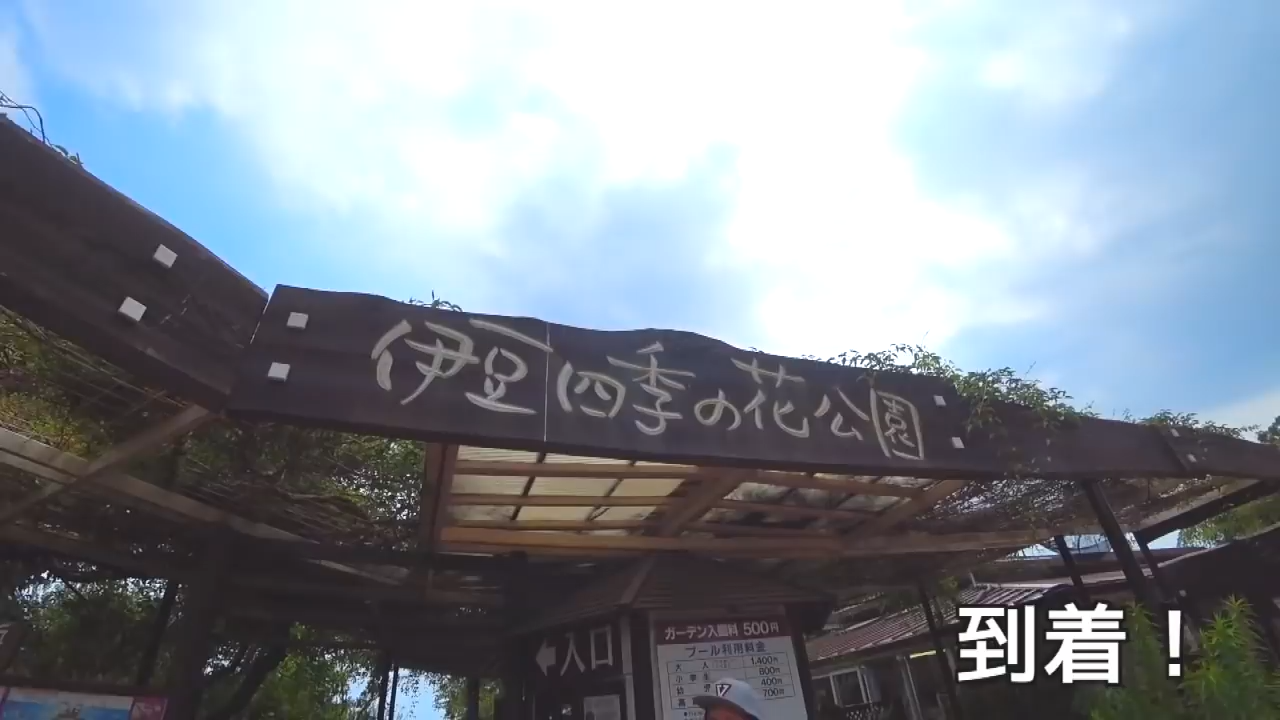 伊豆四季の花公園
入口
ガーデン入園料 500円
プール利用料金
大人 1,400円
小学生 800円
幼児 400円
700円
到着！